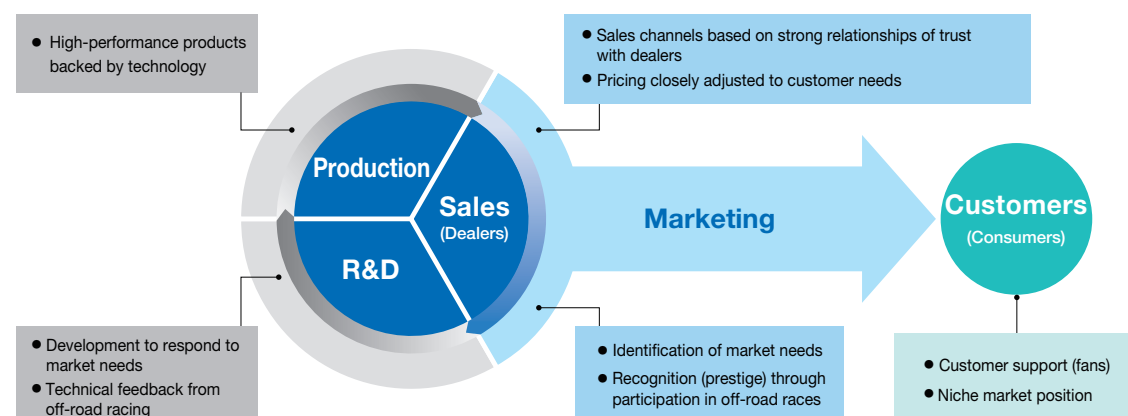 ● High-performance products
backed by technology
● Sales channels based on strong relationships of trust
with dealers
● Pricing closely adjusted to customer needs
Production
Sales
(Dealers)
R&D
Marketing
Customers
(Consumers)
● Development to respond to
market needs
● Technical feedback from
off-road racing
● Identification of market needs
● Recognition (prestige) through
participation in off-road races
● Customer support (fans)
● Niche market position